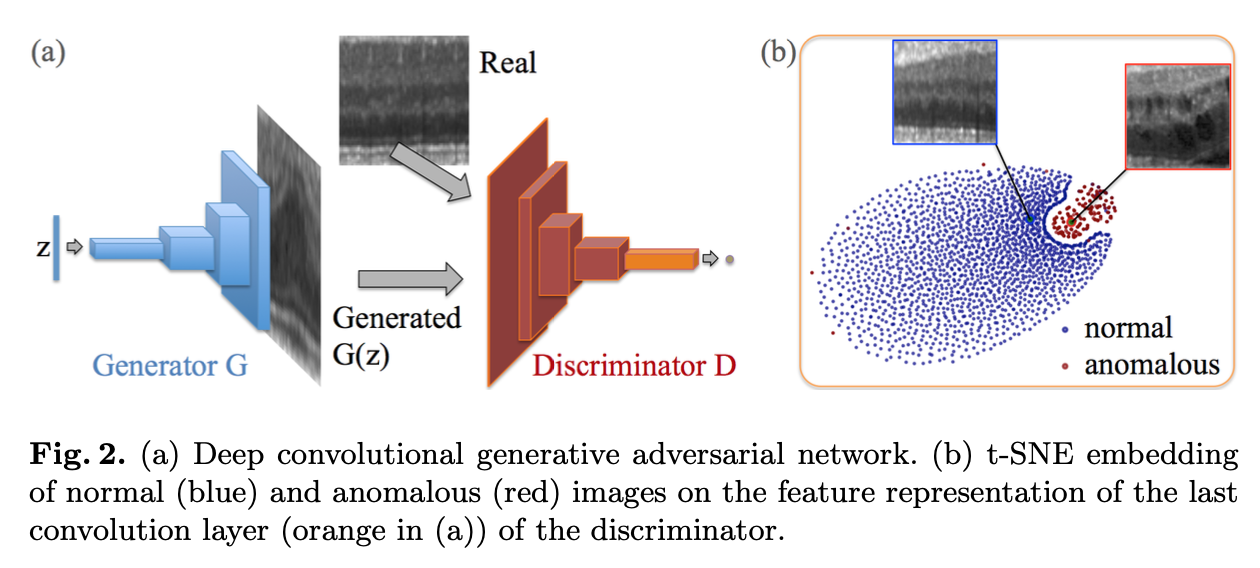 (a)
Real
z
Generated
G(z)
Generator G
Discriminator D
(b)
normal
anomalous
Fig. 2. (a) Deep convolutional generative adversarial network. (b) t-SNE embedding
of normal (blue) and anomalous (red) images on the feature representation of the last
convolution layer (orange in (a)) of the discriminator.